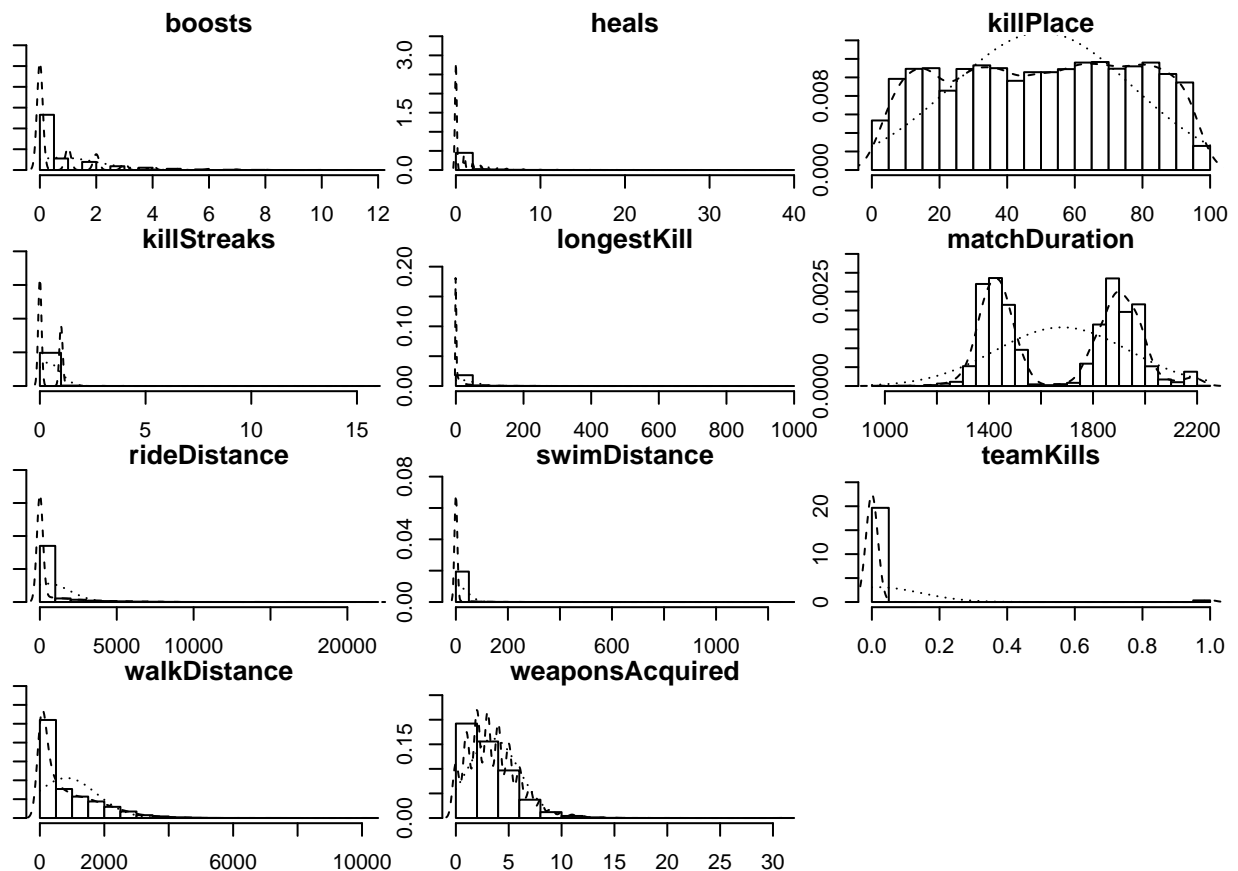 boosts heals killPlace
3.0
1.5
0.0
0.008
0.000
0 2 4 6 8 10 12 0 10 20 30 40 0 20 40 60 80 100
killStreaks longestKill matchDuration
0.20
0.10
0.00
0.0025
0.0000
0 5 10 15 0 200 400 600 800 1000 1000 1400 1800 2200
rideDistance swimDistance teamKills
0.08
0.04
0.00
20
10
0
0 5000 10000 20000 0 200 600 1000 0.0 0.2 0.4 0.6 0.8 1.0
walkDistance weaponsAcquired
0.15
0.00
0 2000 6000 10000 0 5 10 15 20 25 30